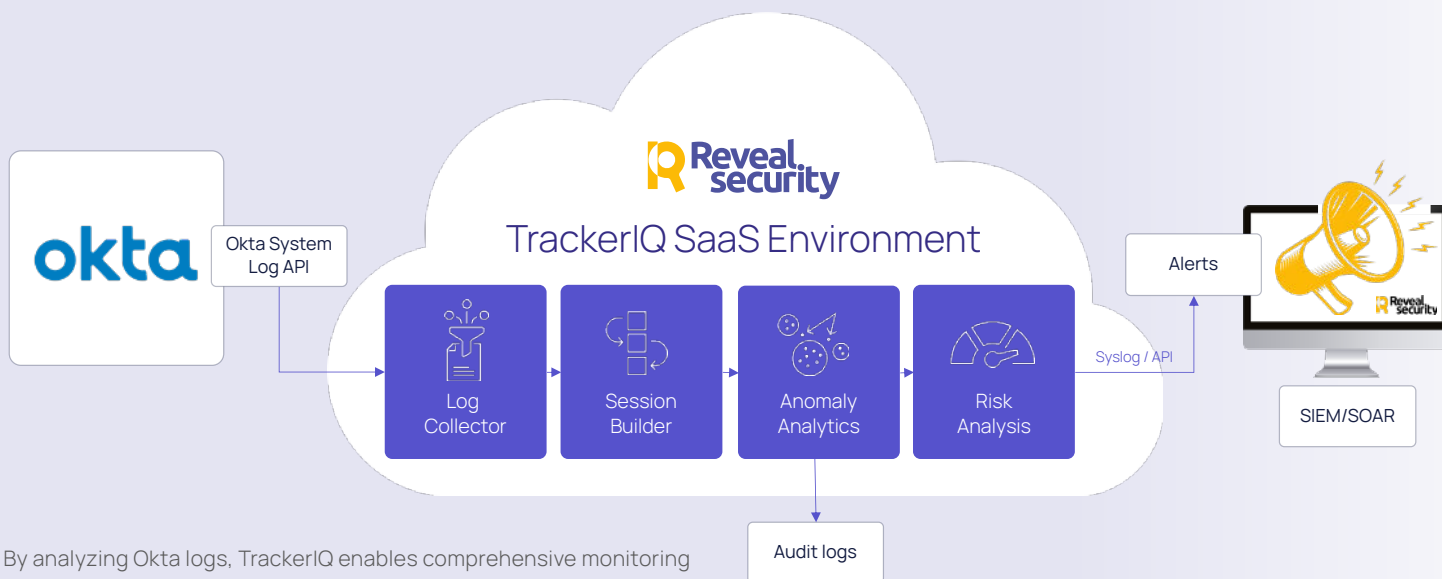 Reveal
security
TrackerIQ SaaS Environment
okta
Okta System
Log API
Log
Collector
Session
Builder
Anomaly
Analytics
Risk
Analysis
Syslog / API
Alerts
Reveal
security
SIEM/SOAR
Audit logs
By analyzing Okta logs, TrackerIQ enables comprehensive monitoring